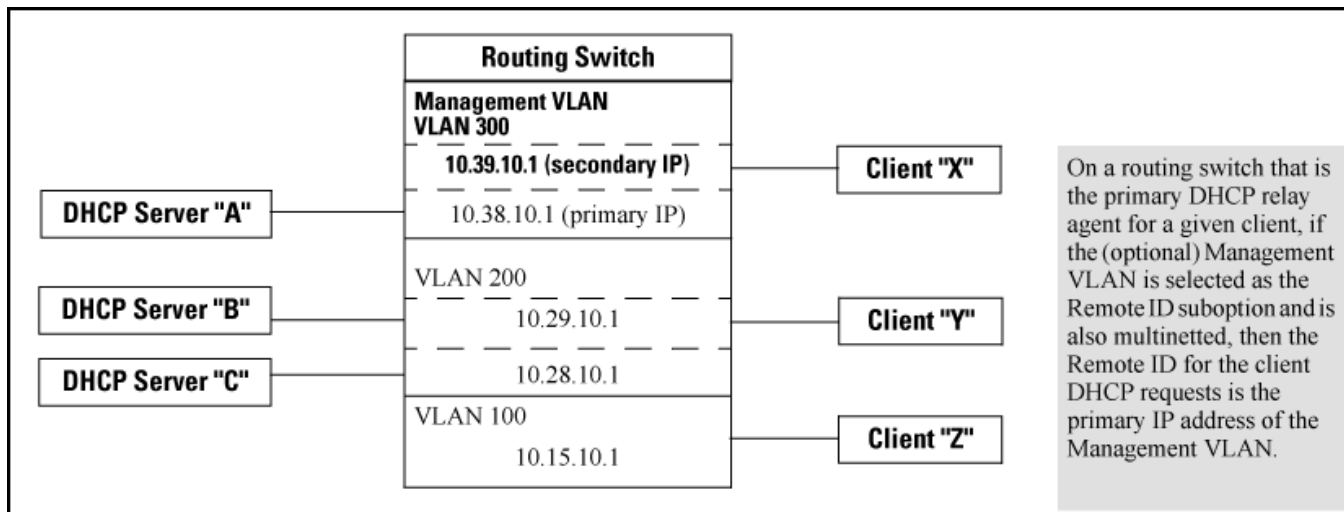 Routing Switch
Management VLAN
VLAN 300
10.39.10.1 (secondary IP)
Client "X"
DHCP Server "A"
10.38.10.1 (primary IP)
VLAN 200
DHCP Server "B"
10.29.10.1
Client "Y"
DHCP Server "C"
10.28.10.1
VLAN 100
10.15.10.1
Client "Z"
On a routing switch that is
the primary DHCP relay
agent for a given client, if
the (optional) Management
VLAN is selected as the
Remote ID suboption and is
also multinetted, then the
Remote ID for the client
DHCP requests is the
primary IP address of the
Management VLAN.